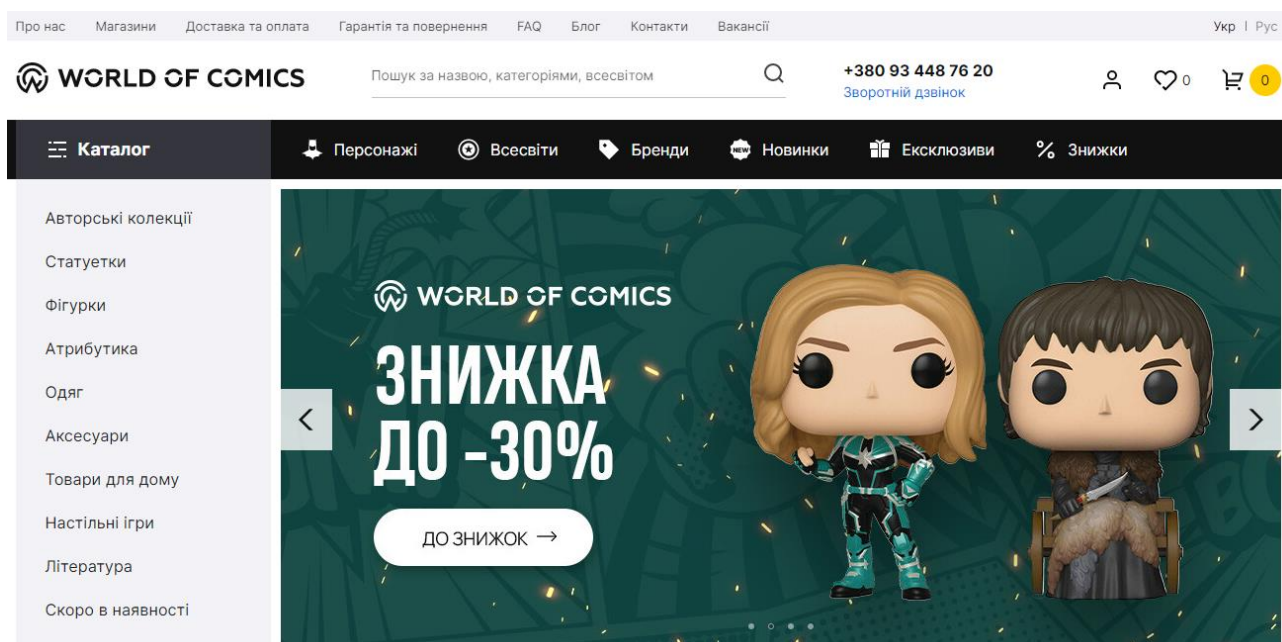 Про нас Магазини Доставка та оплата Гарантія та повернення FAQ Блог Контакти Вакансії Укр | Рус
WORLD OF COMICS
Пошук за назвою, категоріями, всесвітом
+380 93 448 76 20
Зворотній дзвінок
0
0
Каталог Персонажі Всесвіти Бренди NEW Новинки Ексклюзиви % Знижки
Авторські колекції
Статуетки
Фігурки
Атрибутика
Одяг
Аксесуари
Товари для дому
Настільні ігри
Література
Скоро в наявності
WORLD OF COMICS
ЗНИЖКА
ДО -30%
ДО ЗНИЖОК →